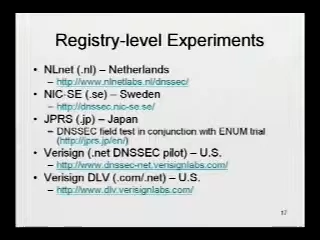 Registry-level Experiments
• NLnet (.nl) – Netherlands
– http://www.nlnetlabs.nl/dnssec/
• NIC-SE (.se) – Sweden
– http://dnssec.nic-se.se/
• JPRS (.jp) – Japan
– DNSSEC field test in conjunction with ENUM trial
(http://jprs.jp/en/)
• Verisign (.net DNSSEC pilot) – U.S.
– http://www.dnssec-net.verisignlabs.com/
• Verisign DLV (.com/.net) – U.S.
– http://www.dlv.verisignlabs.com/